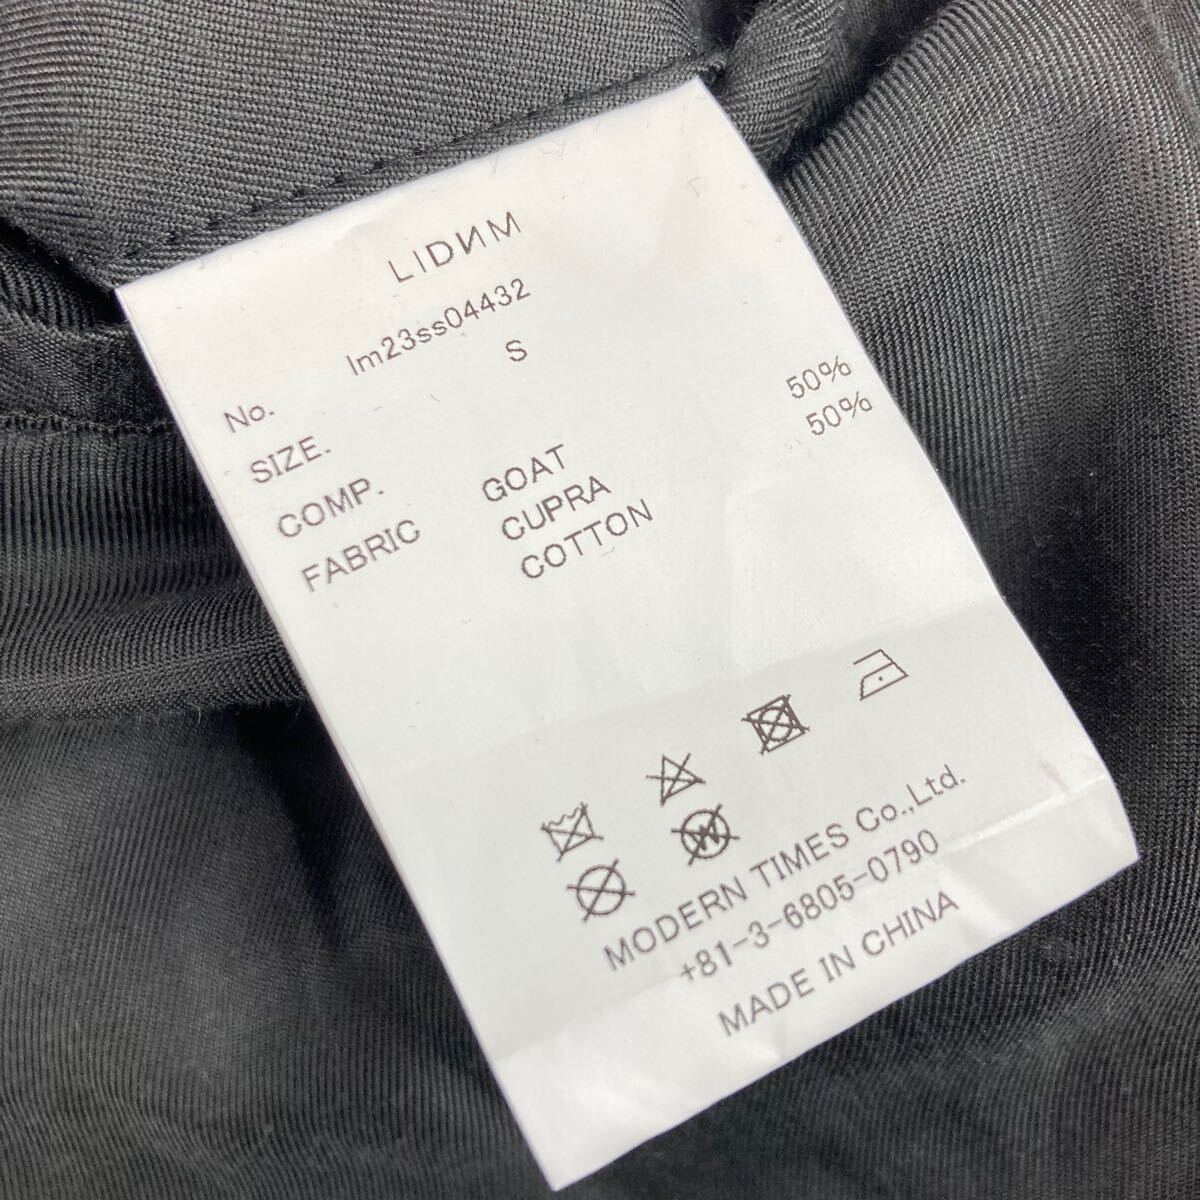 LIDИM
No. lm23ss04432
SIZE. S
COMP. GOAT
FABRIC CUPRA 50%
COTTON 50%
MODERN TIMES Co.,Ltd.
+81-3-6805-0790
MADE IN CHINA